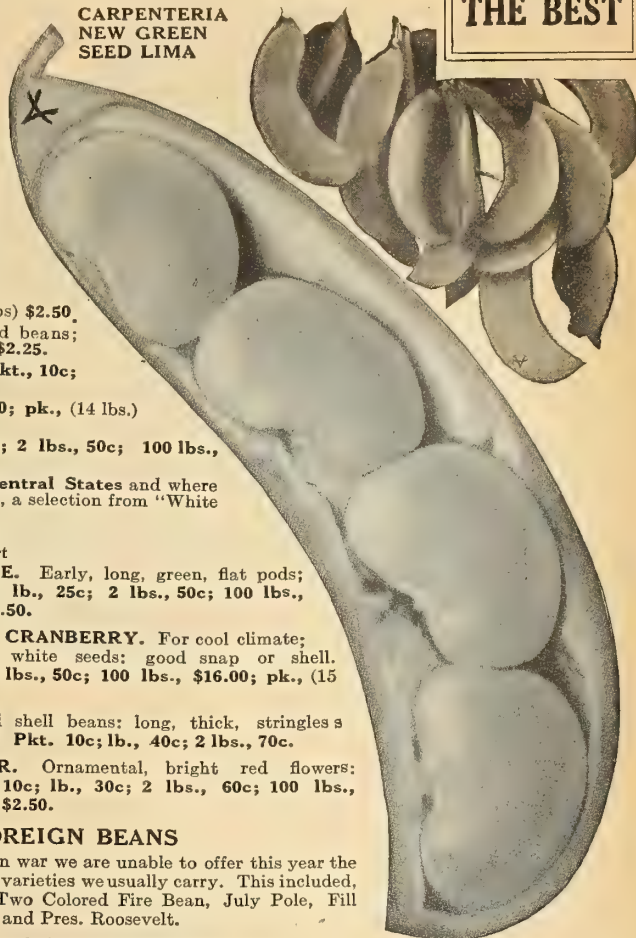 CARPENTERIA
NEW GREEN
SEED LIMA
THE BEST
bs) $2.50.
d beans;
$2.25.
kt., 10c;
0; pk., (14 lbs.)
; 2 lbs., 50c; 100 lbs.,
entral States and where
, a selection from "White
rt
E. Early, long, green, flat pods;
lb., 25c; 2 lbs., 50c; 100 lbs.,
.50.
CRANBERRY. For cool climate;
white seeds: good snap or shell.
lbs., 50c; 100 lbs., $16.00; pk., (15
l shell beans: long, thick, stringles s
Pkt. 10c; lb., 40c; 2 lbs., 70c.
R. Ornamental, bright red flowers:
10c; lb., 30c; 2 lbs., 60c; 100 lbs.,
$2.50.
OREIGN BEANS
n war we are unable to offer this year the
varieties we usually carry. This included,
Two Colored Fire Bean, July Pole, Fill
and Pres. Roosevelt.